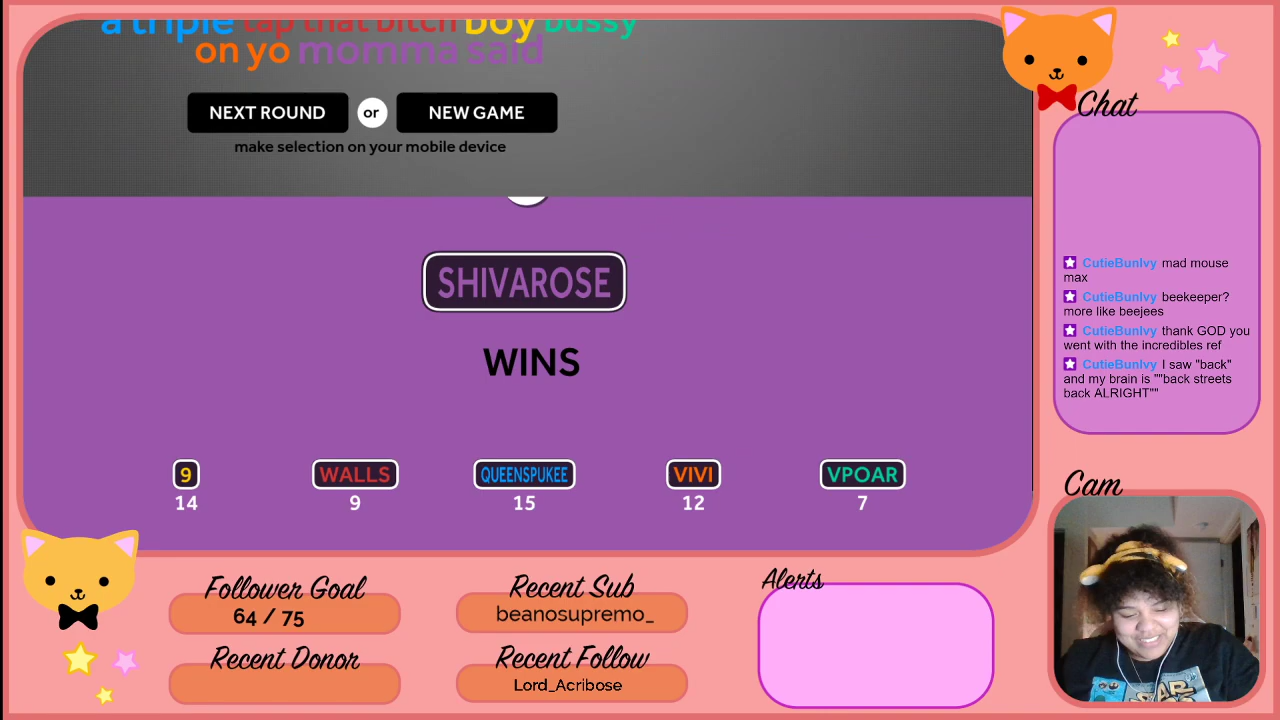 a triple tap that bitch boy bussy
on yo momma said
NEXT ROUND or NEW GAME
make selection on your mobile device
SHIVAROSE
WINS
9 WALLS QUEENSPUKEE VIVI VPOAR
14 9 15 12 7
Chat
CutieBunIvy mad mouse
max
CutieBunIvy beekeeper?
more like beejees
CutieBunIvy thank GOD you
went with the incredibles ref
CutieBunIvy I saw "back"
and my brain is ""back streets
back ALRIGHT""
Cam
Follower Goal
64 / 75
Recent Sub
beanosupremo_
Alerts
Recent Donor
Recent Follow
Lord_Acribose